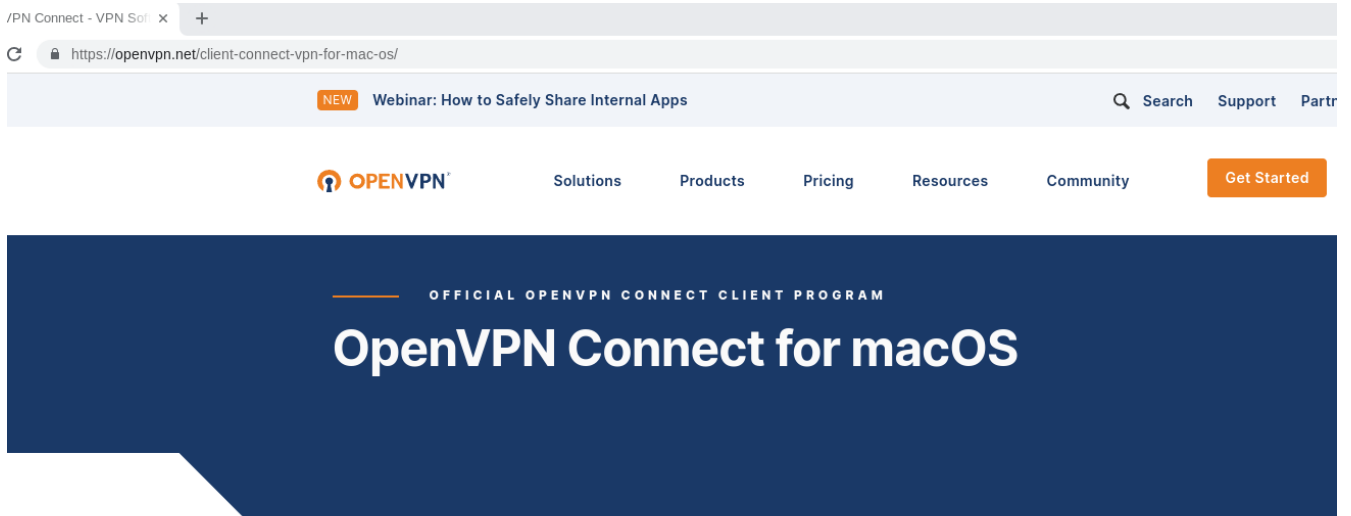 /PN Connect - VPN Sof
https://openvpn.net/client-connect-vpn-for-mac-os/
NEW Webinar: How to Safely Share Internal Apps Search Support Partn
OPENVPN Solutions Products Pricing Resources Community Get Started
OFFICIAL OPENVPN CONNECT CLIENT PROGRAM
OpenVPN Connect for macOS